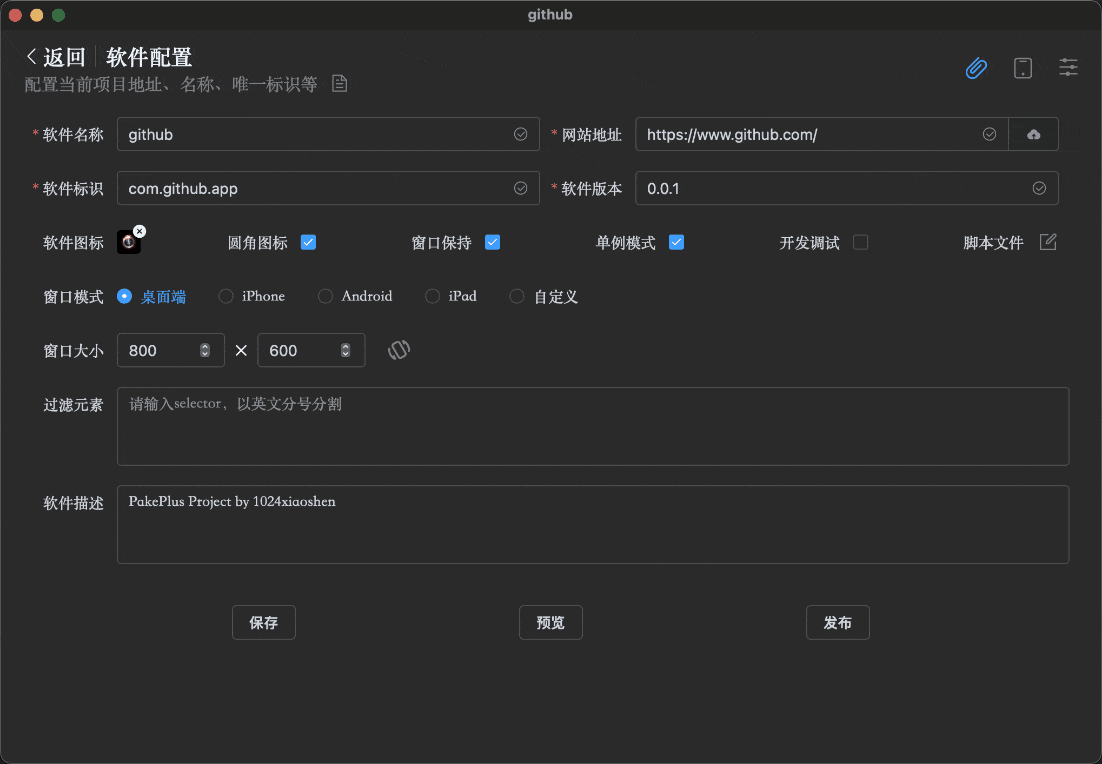 github
返回 软件配置
配置当前项目地址、名称、唯一标识等
* 软件名称 github * 网站地址 https://www.github.com/
* 软件标识 com.github.app * 软件版本 0.0.1
软件图标 圆角图标 窗口保持 单例模式 开发调试 脚本文件
窗口模式 桌面端 iPhone Android iPad 自定义
窗口大小 800 × 600
过滤元素 请输入selector，以英文分号分割
软件描述 PakePlus Project by 1024xiaoshen
保存 预览 发布